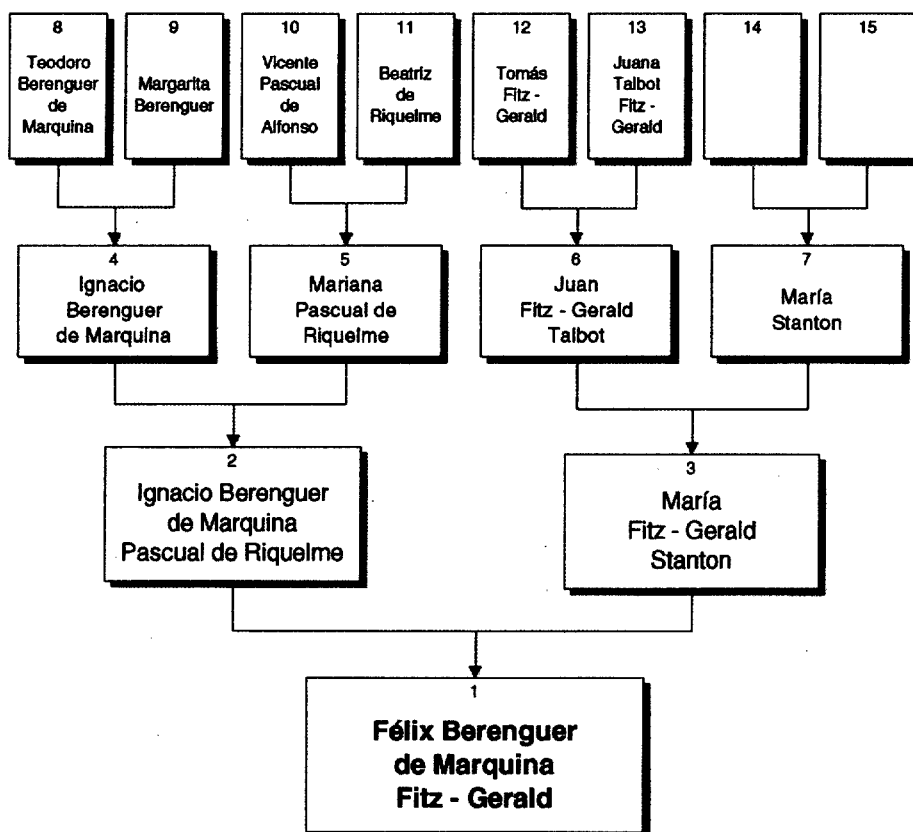 8
Teodoro
Berenguer
de
Marquina
9
Margarita
Berenguer
10
Vicente
Pascual
de
Alfonso
11
Beatriz
de
Riquelme
12
Tomás
Fitz -
Gerald
13
Juana
Talbot
Fitz -
Gerald
14
15
4
Ignacio
Berenguer
de Marquina
5
Mariana
Pascual de
Riquelme
6
Juan
Fitz - Gerald
Talbot
7
María
Stanton
2
Ignacio Berenguer
de Marquina
Pascual de Riquelme
3
María
Fitz - Gerald
Stanton
1
Félix Berenguer
de Marquina
Fitz - Gerald